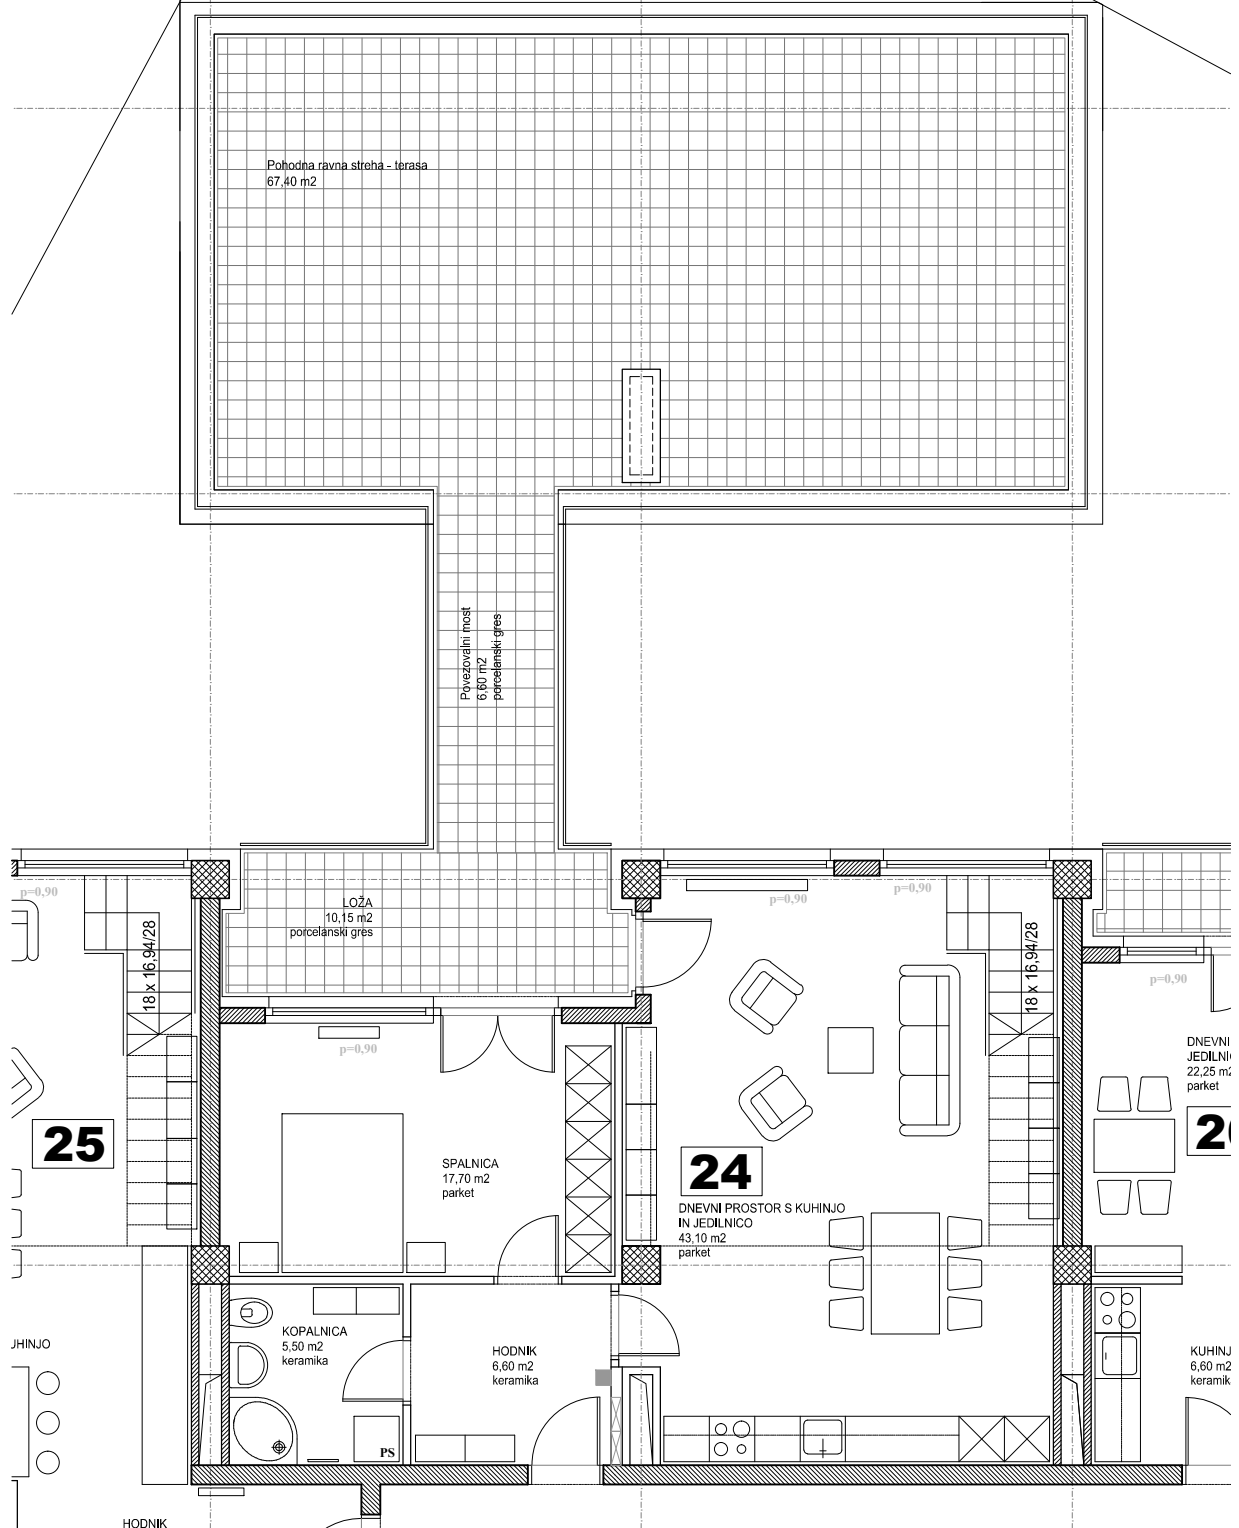 Pohodna ravna streha - terasa
67,40 m2
Povezovalni most
6,60 m2
porcelanski gres
p=0,90
LOŽA
10,15 m2
porcelanski gres
p=0,90
p=0,90
18 x 16,94/28
18 x 16,94/28
p=0,90
p=0,90
DNEVNI
JEDILNI
22,25 m2
parket
25
SPALNICA
17,70 m2
parket
24
DNEVNI PROSTOR S KUHINJO
IN JEDILNICO
43,10 m2
parket
KOPALNICA
5,50 m2
keramika
HODNIK
6,60 m2
keramika
UHINJO
KUHINJ
6,60 m2
keramik
PS
HODNIK